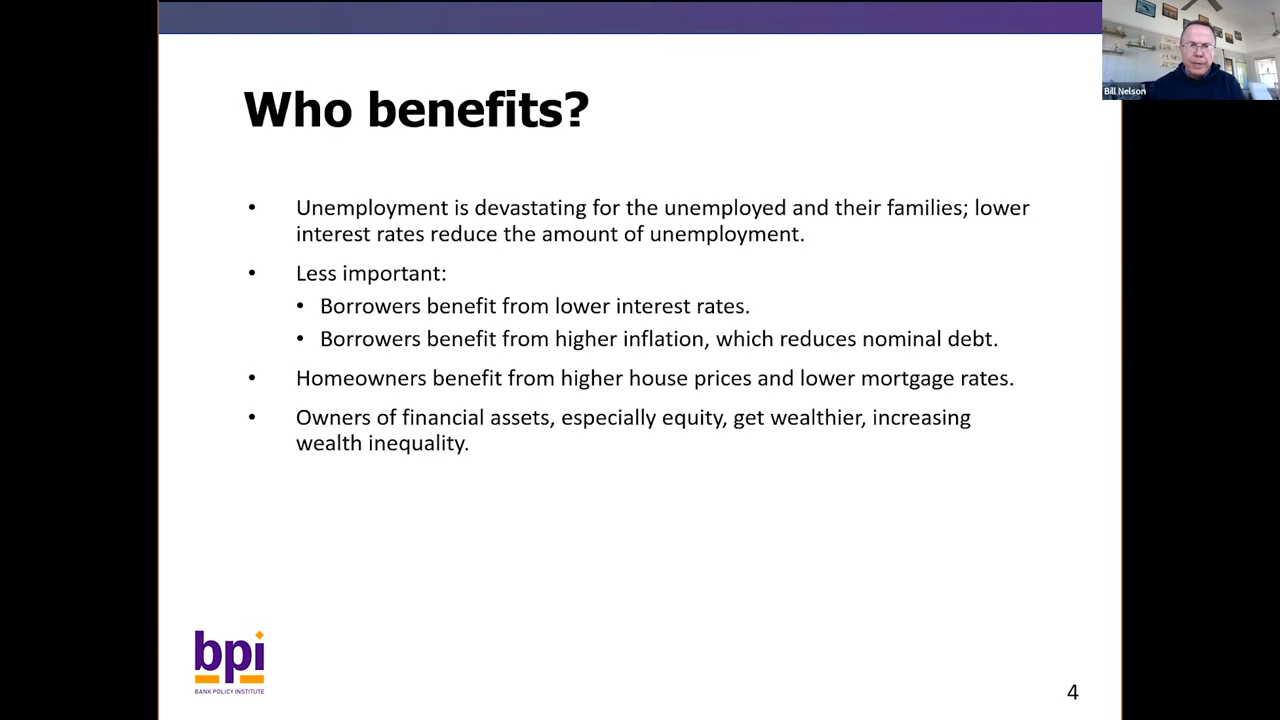 Bill Nelson
Who benefits?
• Unemployment is devastating for the unemployed and their families; lower
interest rates reduce the amount of unemployment.
• Less important:
• Borrowers benefit from lower interest rates.
• Borrowers benefit from higher inflation, which reduces nominal debt.
• Homeowners benefit from higher house prices and lower mortgage rates.
• Owners of financial assets, especially equity, get wealthier, increasing
wealth inequality.
bpi
BANK POLICY INSTITUTE
4